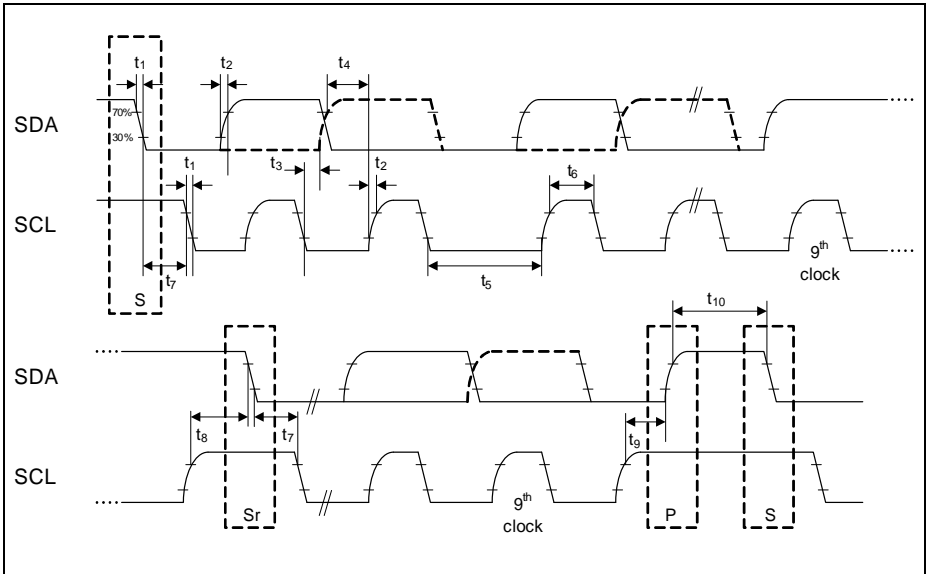 t1 t2 t4
SDA
70%
30%
t1 t3 t2 t6
SCL
t7 t5
9th
clock
S
t10
SDA
t8 t7 t9
SCL
9th
clock
Sr P S